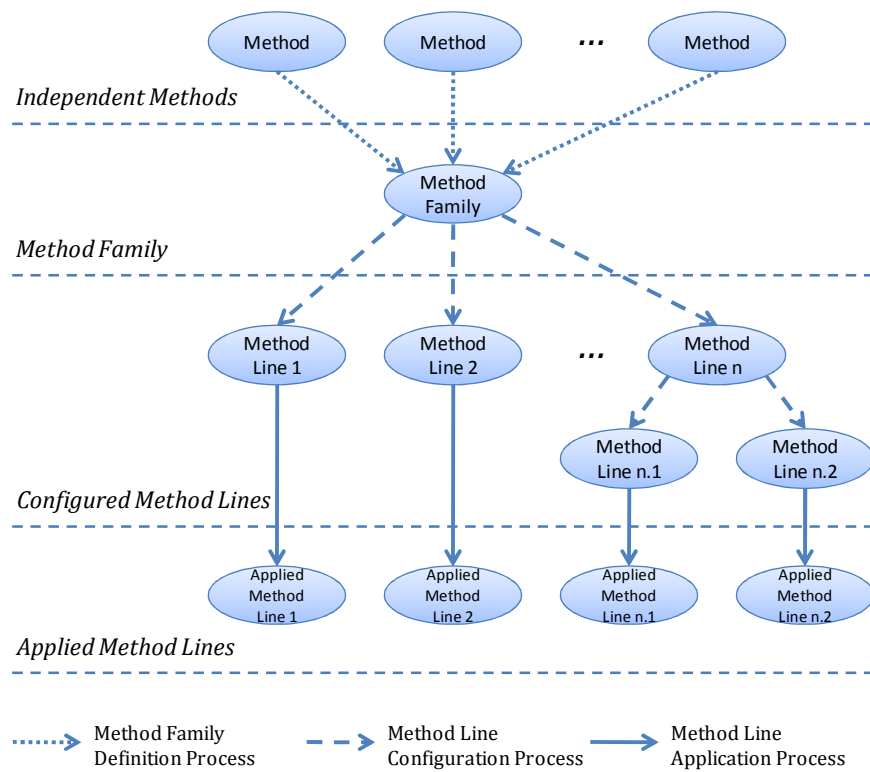 Method Method ... Method
Independent Methods
Method
Family
Method Family
Method
Line 1
Method
Line 2
...
Method
Line n
Method
Line n.1
Method
Line n.2
Configured Method Lines
Applied
Method
Line 1
Applied
Method
Line 2
Applied
Method
Line n.1
Applied
Method
Line n.2
Applied Method Lines
Method Family
Definition Process
Method Line
Configuration Process
Method Line
Application Process